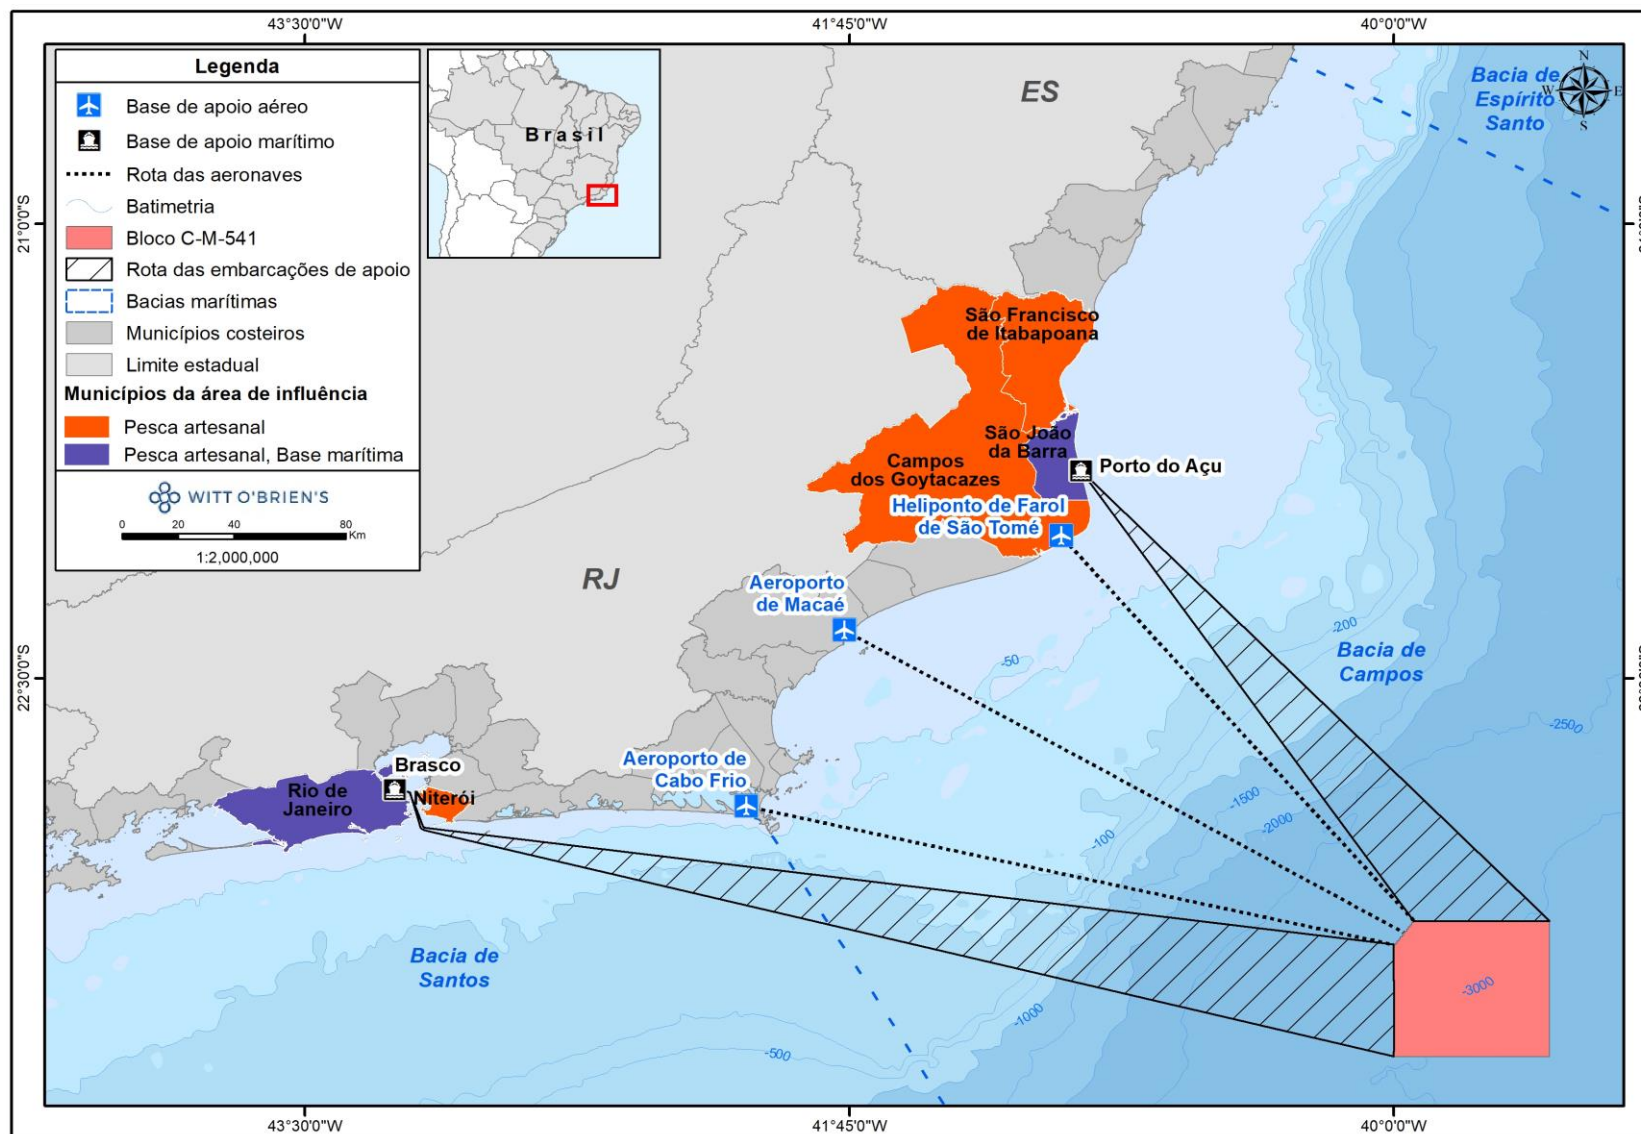 43°30'0"W
41°45'0"W
40°0'0"W
Legenda
Base de apoio aéreo
Base de apoio marítimo
Rota das aeronaves
Batimetria
Bloco C-M-541
Rota das embarcações de apoio
Bacias marítimas
Municípios costeiros
Limite estadual
Municípios da área de influência
Pesca artesanal
Pesca artesanal, Base marítima
WITT O'BRIEN'S
0 20 40 80
Km
1:2,000,000
Brasil
ES
Bacia de
Espírito
Santo
N
W E
S
21°0'0"S
São Francisco
de Itabapoana
São João
da Barra
Porto do Açu
Campos
dos Goytacazes
Heliponto de Farol
de São Tomé
RJ
Aeroporto
de Macaé
-200
Bacia de
Campos
-50
22°30'0"S
-2500
Aeroporto de
Cabo Frio
Brasco
Rio de
Janeiro
Niterói
-1500
-2000
-100
Bacia de
Santos
-3000
-1000
-500
43°30'0"W
41°45'0"W
40°0'0"W